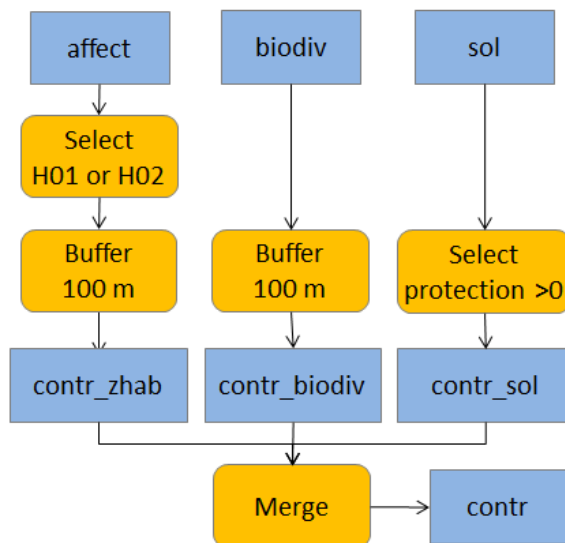 affect
biodiv
sol
Select
H01 or H02
Buffer
100 m
Buffer
100 m
Select
protection >0
contr_zhab
contr_biodiv
contr_sol
Merge
contr